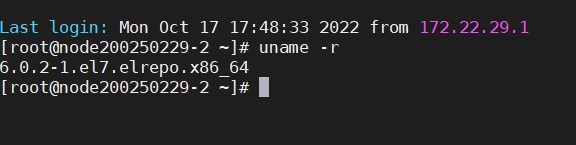 Last login: Mon Oct 17 17:48:33 2022 from 172.22.29.1
[root@node200250229-2 ~]# uname -r
6.0.2-1.el7.elrepo.x86_64
[root@node200250229-2 ~]#